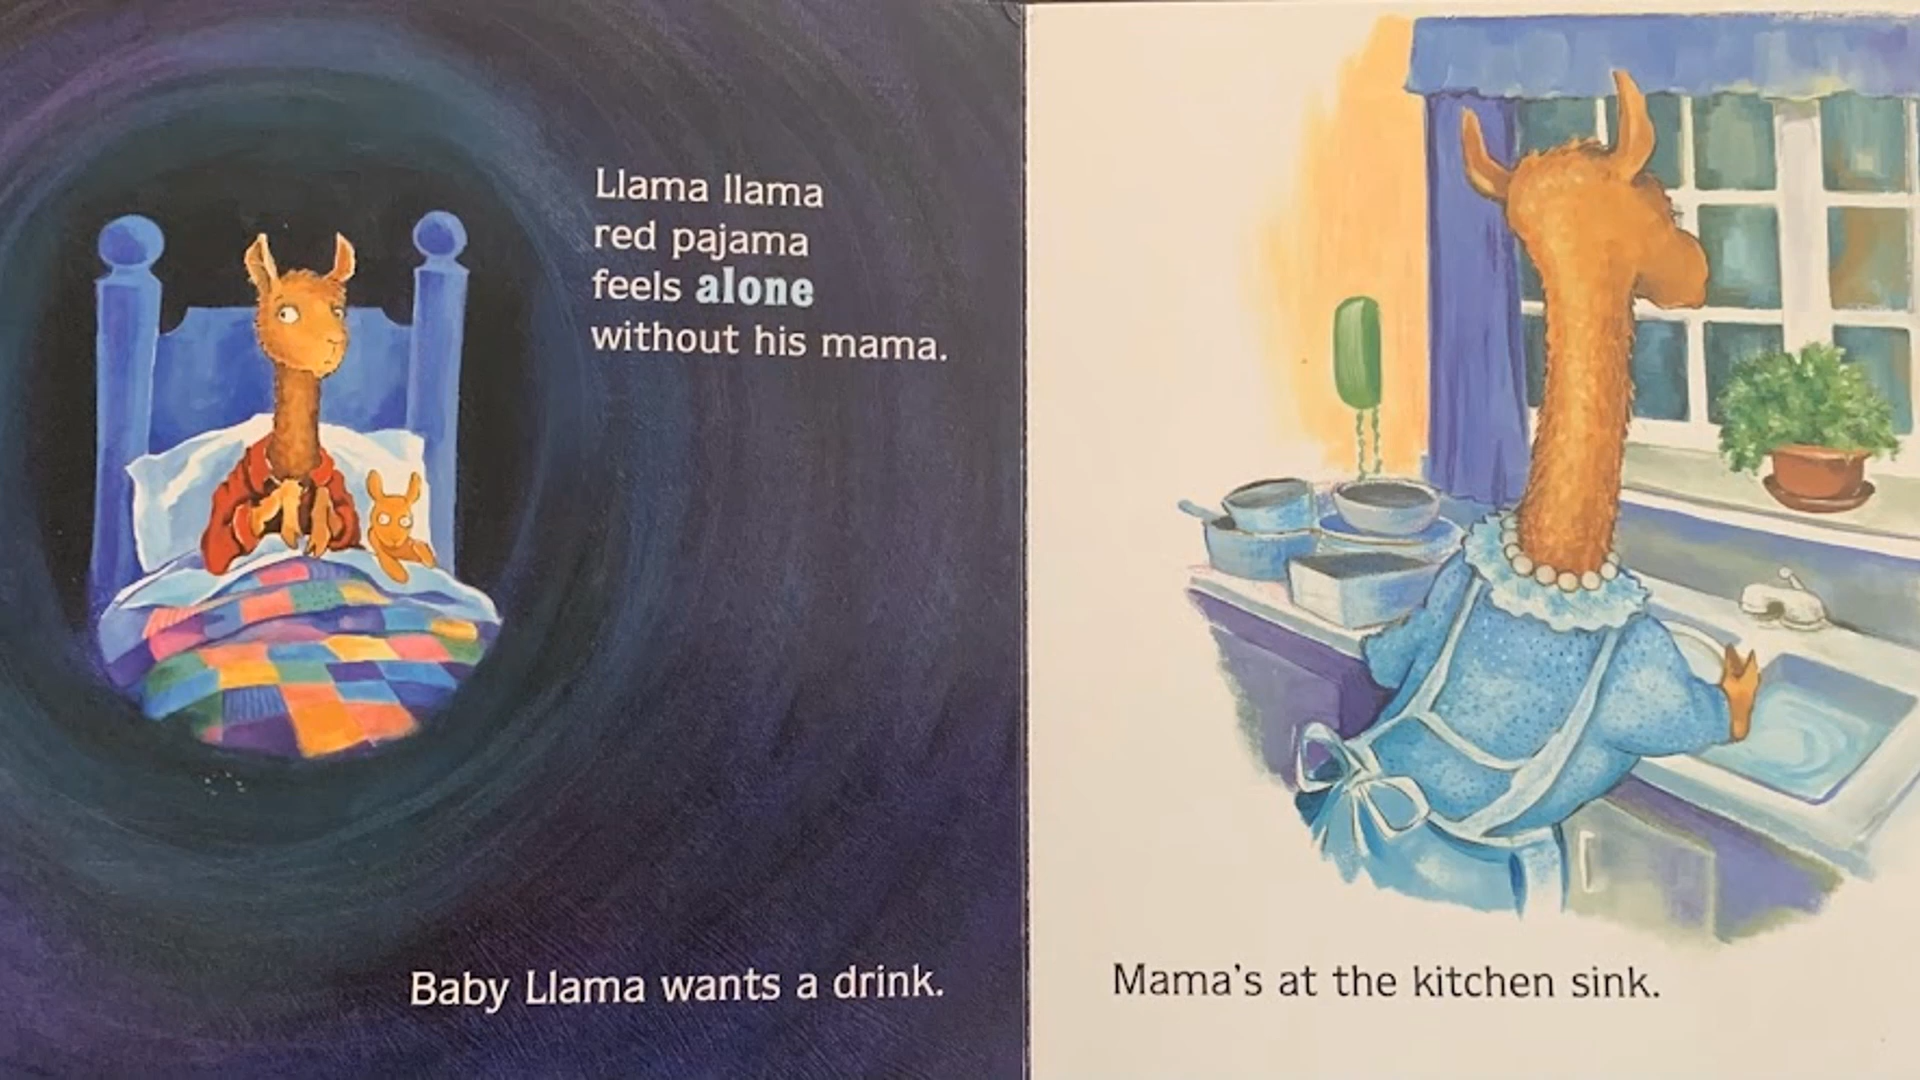 Llama llama
red pajama
feels alone
without his mama.
Baby Llama wants a drink.
Mama's at the kitchen sink.